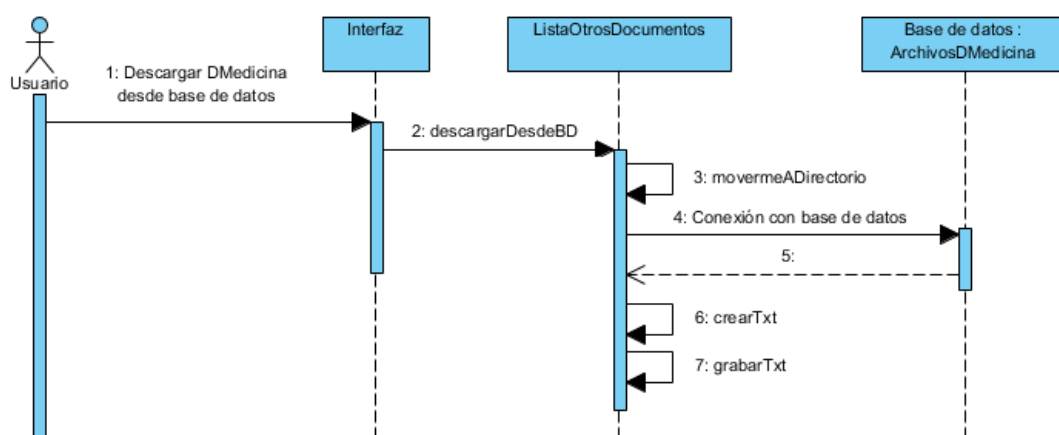 Usuario
Interfaz
ListaOtrosDocumentos
Base de datos :
ArchivosDMedicina
1: Descargar DMedicina
desde base de datos
2: descargarDesdeBD
3: movermeADirectorio
4: Conexión con base de datos
5:
6: crearTxt
7: grabarTxt